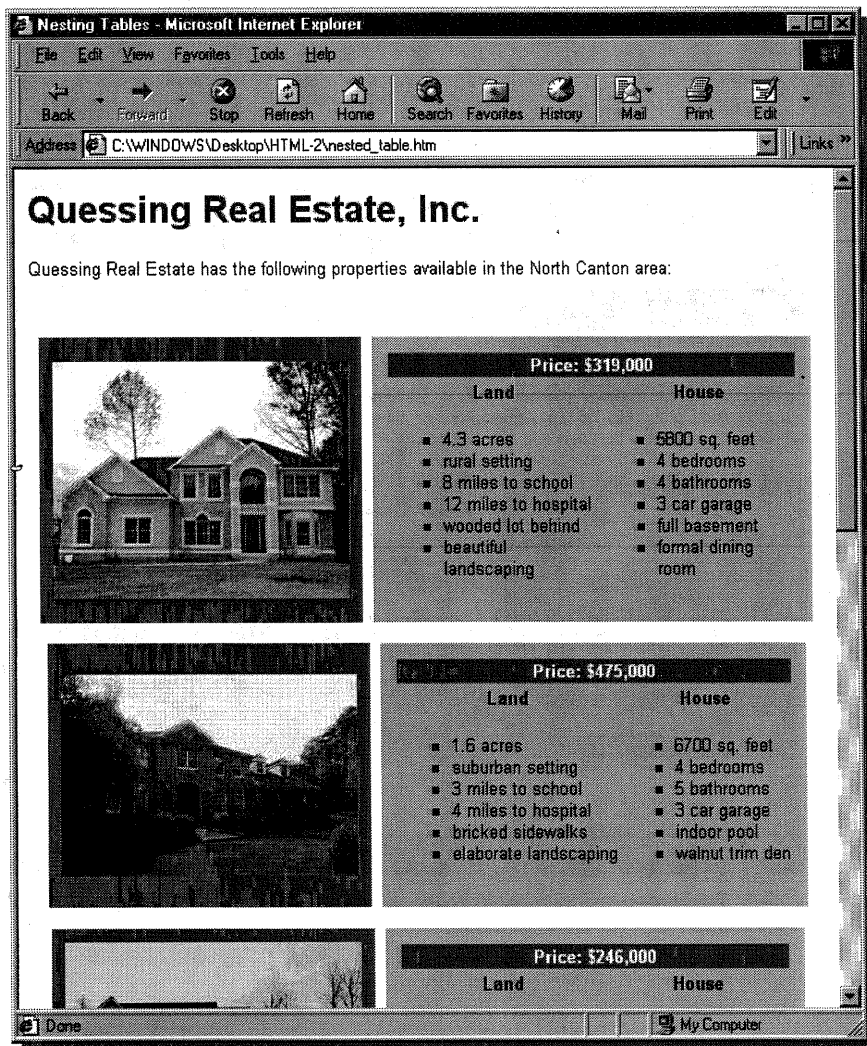 Nesting Tables - Microsoft Internet Explorer
File Edit View Favorites Tools Help
Back Forward Stop Refresh Home Search Favorites History Mail Print Edit
Address C:\WINDOWS\Desktop\HTML-2\nested_table.htm Links »
Quessing Real Estate, Inc.
Quessing Real Estate has the following properties available in the North Canton area:
Price: $319,000
Land House
▪ 4.3 acres ▪ 5800 sq. feet
▪ rural setting ▪ 4 bedrooms
▪ 8 miles to school ▪ 4 bathrooms
▪ 12 miles to hospital ▪ 3 car garage
▪ wooded lot behind ▪ full basement
▪ beautiful ▪ formal dining
landscaping room
Price: $475,000
Land House
▪ 1.6 acres ▪ 6700 sq. feet
▪ suburban setting ▪ 4 bedrooms
▪ 3 miles to school ▪ 5 bathrooms
▪ 4 miles to hospital ▪ 3 car garage
▪ bricked sidewalks ▪ indoor pool
▪ elaborate landscaping ▪ walnut trim den
Price: $246,000
Land House
Done My Computer